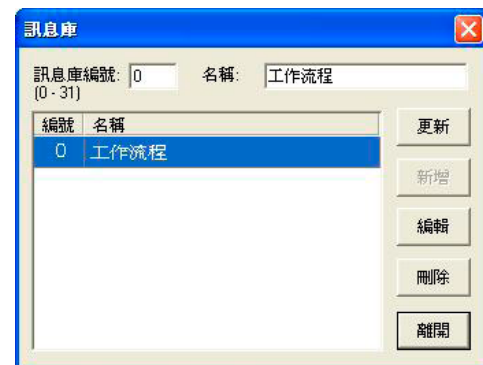 訊息庫
訊息庫編號: 0 名稱: 工作流程
(0 - 31)
編號 名稱
0 工作流程
更新
新增
編輯
刪除
離開